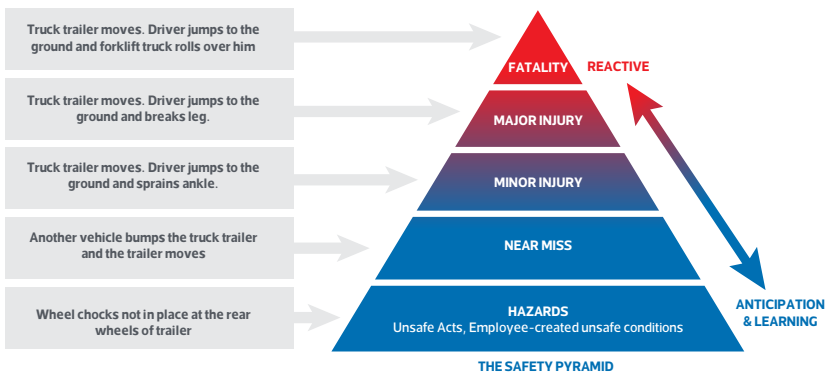 Truck trailer moves. Driver jumps to the
ground and forklift truck rolls over him
FATALITY
REACTIVE
Truck trailer moves. Driver jumps to the
ground and breaks leg.
MAJOR INJURY
Truck trailer moves. Driver jumps to the
ground and sprains ankle.
MINOR INJURY
Another vehicle bumps the truck trailer
and the trailer moves
NEAR MISS
Wheel chocks not in place at the rear
wheels of trailer
HAZARDS
Unsafe Acts, Employee-created unsafe conditions
ANTICIPATION
& LEARNING
THE SAFETY PYRAMID